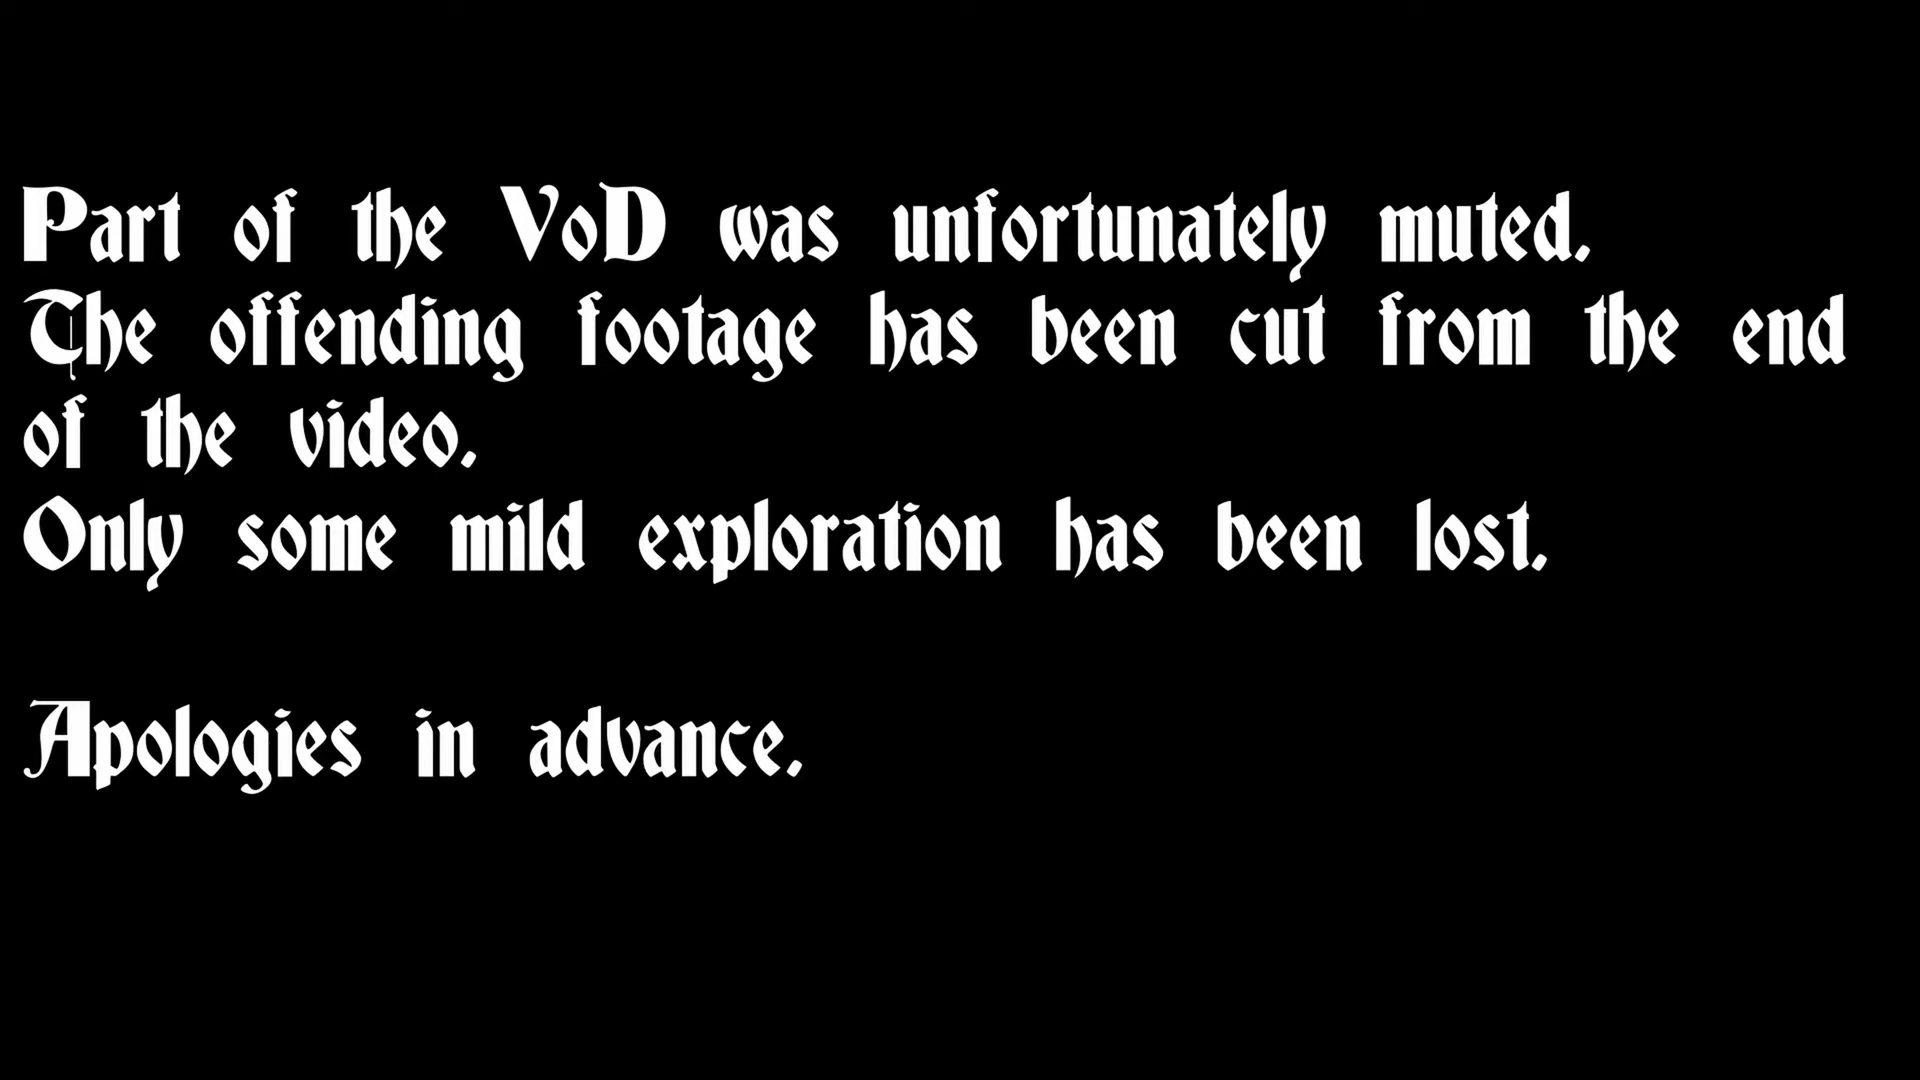 Part of the VoD was unfortunately muted.
The offending footage has been cut from the end
of the video.
Only some mild exploration has been lost.
Apologies in advance.